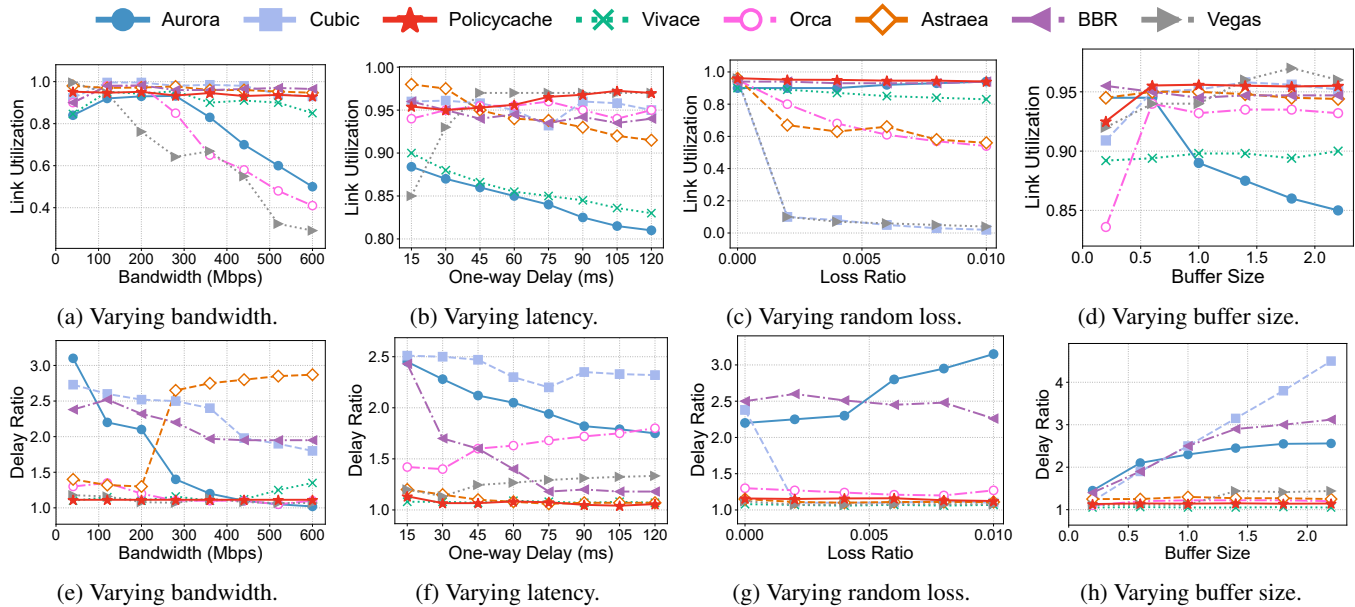 Aurora Cubic Policycache Vivace Orca Astraea BBR Vegas
Link Utilization
1.0
0.8
0.6
0.4
0 100 200 300 400 500 600
Bandwidth (Mbps)
(a) Varying bandwidth.
Link Utilization
1.00
0.95
0.90
0.85
0.80
15 30 45 60 75 90 105 120
One-way Delay (ms)
(b) Varying latency.
Link Utilization
1.0
0.8
0.6
0.4
0.2
0.0
0.000 0.005 0.010
Loss Ratio
(c) Varying random loss.
Link Utilization
0.95
0.90
0.85
0.0 0.5 1.0 1.5 2.0
Buffer Size
(d) Varying buffer size.
Delay Ratio
3.0
2.5
2.0
1.5
1.0
0 100 200 300 400 500 600
Bandwidth (Mbps)
(e) Varying bandwidth.
Delay Ratio
2.5
2.0
1.5
1.0
15 30 45 60 75 90 105 120
One-way Delay (ms)
(f) Varying latency.
Delay Ratio
3.0
2.5
2.0
1.5
1.0
0.000 0.005 0.010
Loss Ratio
(g) Varying random loss.
Delay Ratio
4
3
2
1
0.0 0.5 1.0 1.5 2.0
Buffer Size
(h) Varying buffer size.